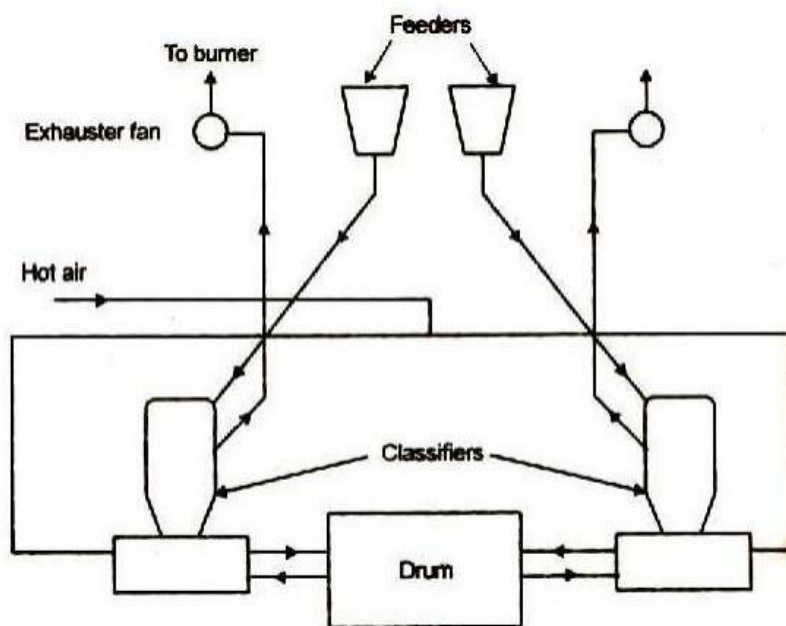 Feeders
To burner
Exhauster fan
Hot air
Classifiers
Drum